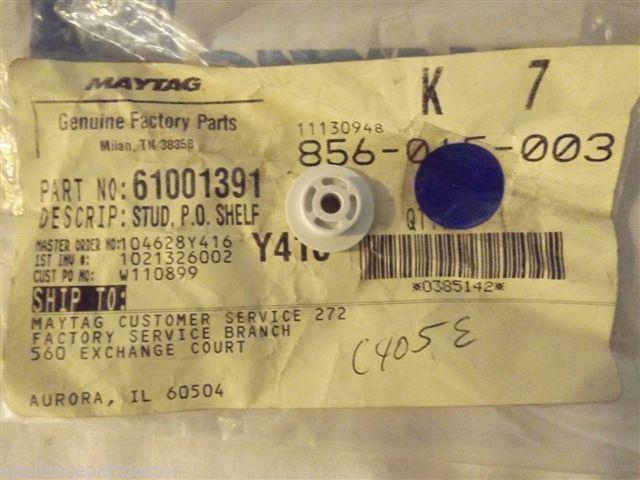 MAYTAG
Genuine Factory Parts
Milan, TN 38358
K 7
11130948
856-015-003
PART NO: 61001391
DESCRIP: STUD, P.O. SHELF
MASTER ORDER NO: 104628Y416
1ST INV #: 1021326002
CUST PO NO: W110899
*0385142*
SHIP TO:
MAYTAG CUSTOMER SERVICE 272
FACTORY SERVICE BRANCH
560 EXCHANGE COURT
AURORA, IL 60504
C405E